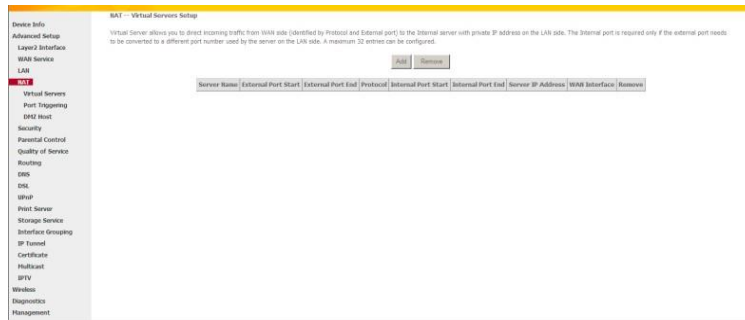 Device Info
Advanced Setup
Layer2 Interface
WAN Service
LAN
NAT
Virtual Servers
Port Triggering
DMZ Host
Security
Parental Control
Quality of Service
Routing
DNS
DSL
UPnP
Print Server
Storage Service
Interface Grouping
IP Tunnel
Certificate
Multicast
IPTV
Wireless
Diagnostics
Management
NAT -- Virtual Servers Setup
Virtual Server allows you to direct incoming traffic from WAN side (identified by Protocol and External port) to the Internal server with private IP address on the LAN side. The Internal port is required only if the external port needs
to be converted to a different port number used by the server on the LAN side. A maximum 32 entries can be configured.
Add Remove
Server Name External Port Start External Port End Protocol Internal Port Start Internal Port End Server IP Address WAN Interface Remove